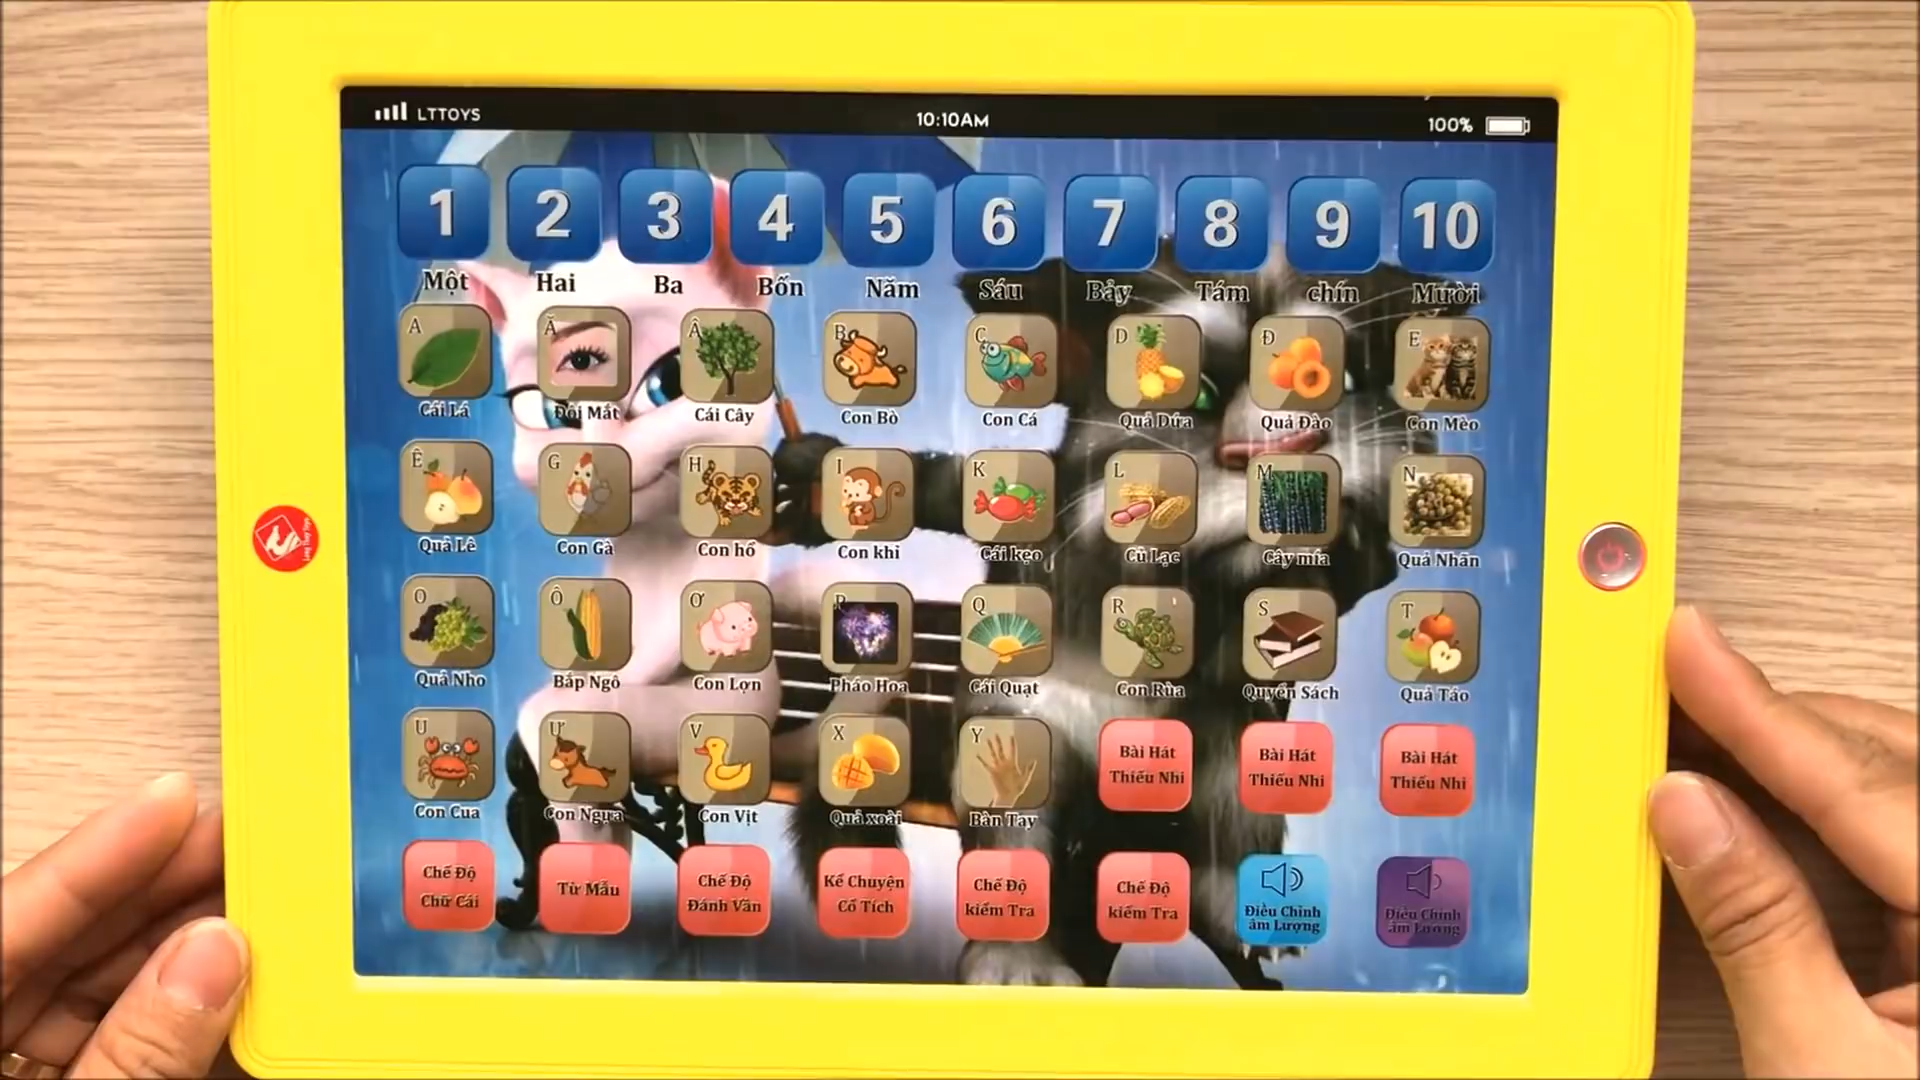 LTTOYS
10:10AM
100%
1 2 3 4 5 6 7 8 9 10
Một Hai Ba Bốn Năm Sáu Bảy Tám chín Mười
A Ă Â B C D Đ E
Cái Lá Đôi Mắt Cái Cây Con Bò Con Cá Quả Dứa Quả Đào Con Mèo
Ê G H I K L M N
Quả Lê Con Gà Con hổ Con khỉ Cái kẹo Củ Lạc Cây mía Quả Nhãn
O Ô Ơ P Q R S T
Quả Nho Bắp Ngô Con Lợn Pháo Hoa Cái Quạt Con Rùa Quyển Sách Quả Táo
U Ư V X Y
Con Cua Con Ngựa Con Vịt Quả xoài Bàn Tay
Bài Hát Bài Hát Bài Hát
Thiếu Nhi Thiếu Nhi Thiếu Nhi
Chế Độ Từ Mẫu Chế Độ Kể Chuyện Chế Độ Chế Độ Điều Chỉnh Điều Chỉnh
Chữ Cái Đánh Vần Cổ Tích kiểm Tra kiểm Tra âm Lượng âm Lượng